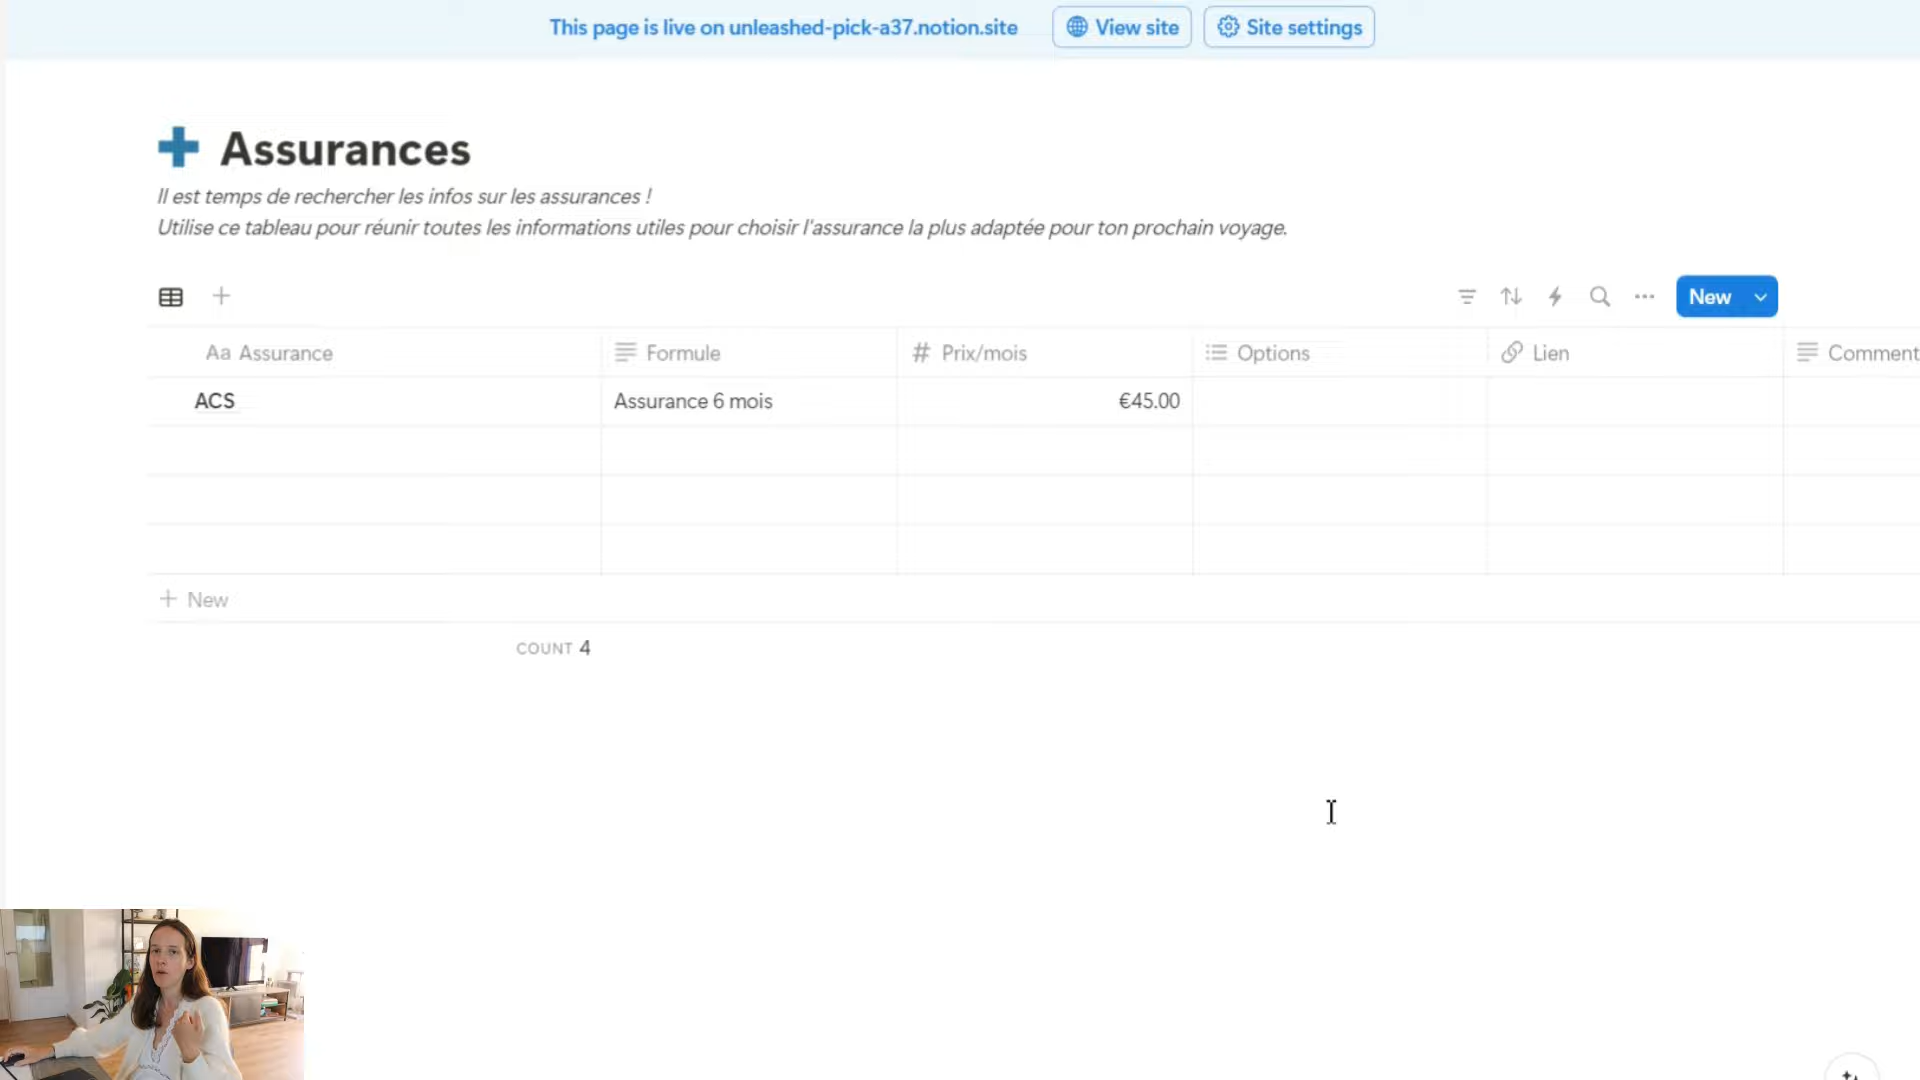 This page is live on unleashed-pick-a37.notion.site View site Site settings
Assurances
Il est temps de rechercher les infos sur les assurances !
Utilise ce tableau pour réunir toutes les informations utiles pour choisir l'assurance la plus adaptée pour ton prochain voyage.
New
Aa Assurance Formule # Prix/mois Options Lien Comment
ACS Assurance 6 mois €45.00
+ New
COUNT 4